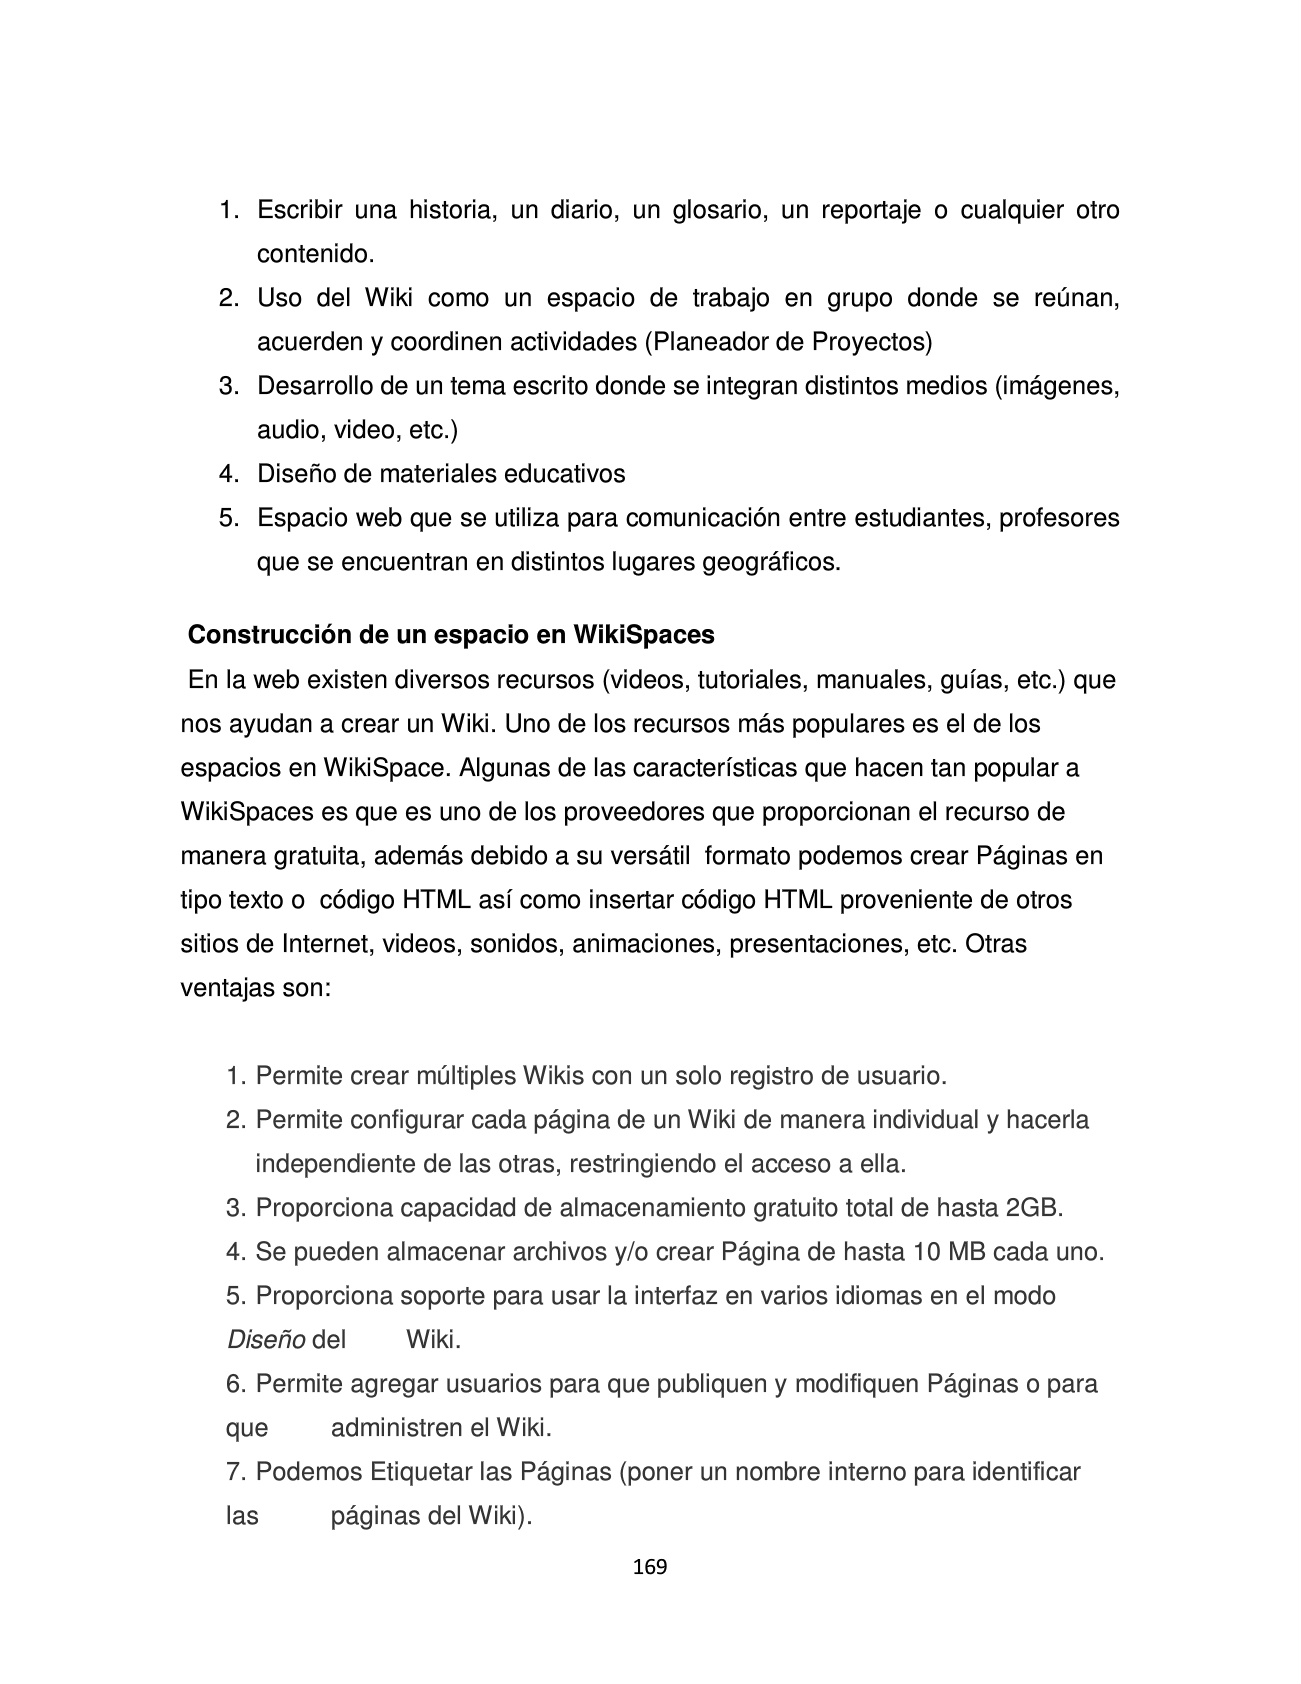 1. Escribir una historia, un diario, un glosario, un reportaje o cualquier otro
contenido.
2. Uso del Wiki como un espacio de trabajo en grupo donde se reúnan,
acuerden y coordinen actividades (Planeador de Proyectos)
3. Desarrollo de un tema escrito donde se integran distintos medios (imágenes,
audio, video, etc.)
4. Diseño de materiales educativos
5. Espacio web que se utiliza para comunicación entre estudiantes, profesores
que se encuentran en distintos lugares geográficos.
Construcción de un espacio en WikiSpaces
En la web existen diversos recursos (videos, tutoriales, manuales, guías, etc.) que
nos ayudan a crear un Wiki. Uno de los recursos más populares es el de los
espacios en WikiSpace. Algunas de las características que hacen tan popular a
WikiSpaces es que es uno de los proveedores que proporcionan el recurso de
manera gratuita, además debido a su versátil  formato podemos crear Páginas en
tipo texto o  código HTML así como insertar código HTML proveniente de otros
sitios de Internet, videos, sonidos, animaciones, presentaciones, etc. Otras
ventajas son:
1. Permite crear múltiples Wikis con un solo registro de usuario.
2. Permite configurar cada página de un Wiki de manera individual y hacerla
independiente de las otras, restringiendo el acceso a ella.
3. Proporciona capacidad de almacenamiento gratuito total de hasta 2GB.
4. Se pueden almacenar archivos y/o crear Página de hasta 10 MB cada uno.
5. Proporciona soporte para usar la interfaz en varios idiomas en el modo
Diseño del Wiki.
6. Permite agregar usuarios para que publiquen y modifiquen Páginas o para
que administren el Wiki.
7. Podemos Etiquetar las Páginas (poner un nombre interno para identificar
las páginas del Wiki).
169